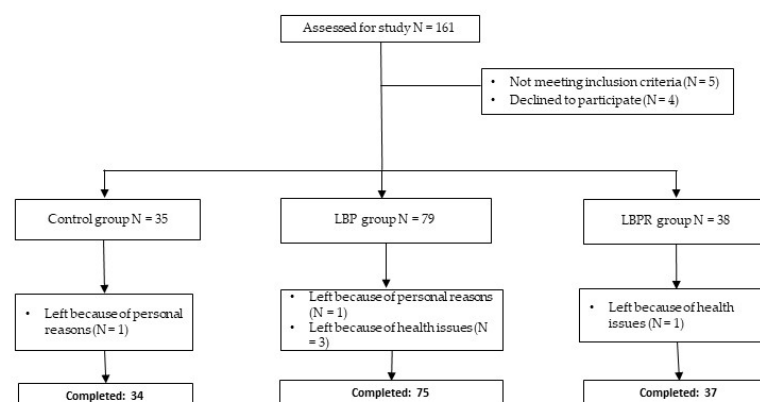 Assessed for study N = 161
• Not meeting inclusion criteria (N = 5)
• Declined to participate (N = 4)
Control group N = 35
LBP group N = 79
LBPR group N = 38
• Left because of personal
reasons (N = 1)
• Left because of personal reasons
(N = 1)
• Left because of health issues (N
= 3)
• Left because of health
issues (N = 1)
Completed: 34
Completed: 75
Completed: 37